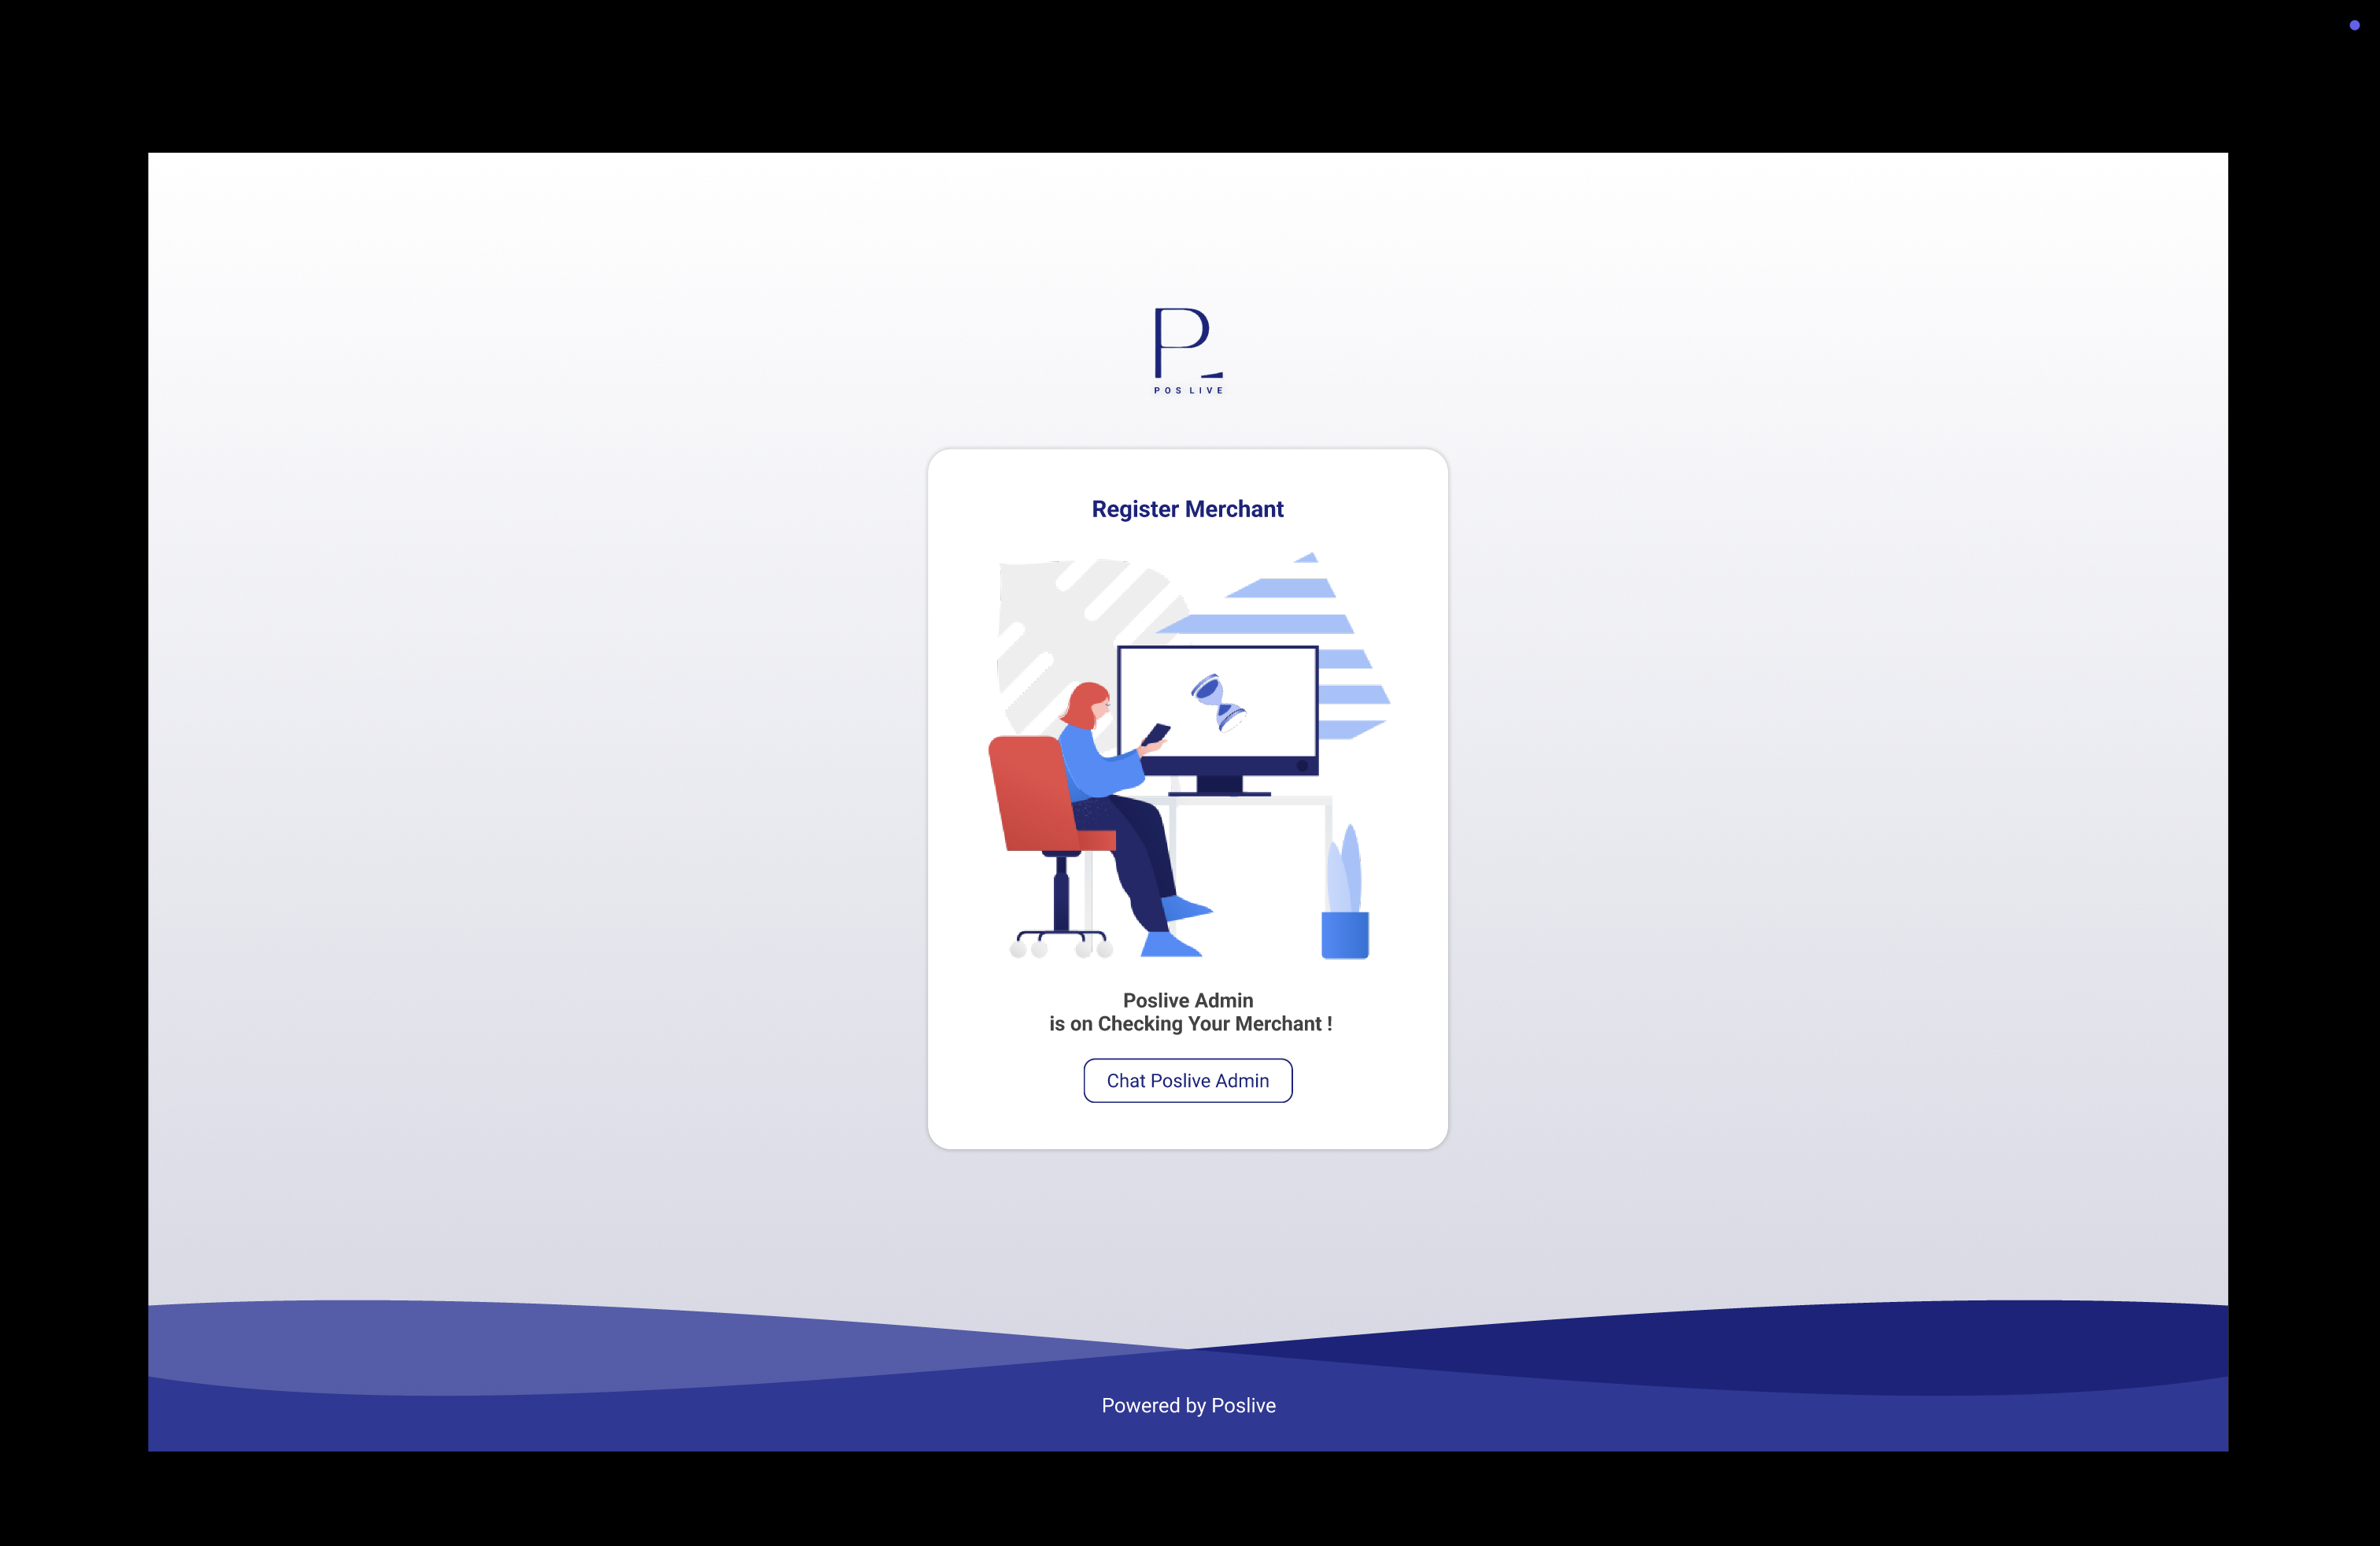 POS LIVE
Register Merchant
Poslive Admin
is on Checking Your Merchant !
Chat Poslive Admin
Powered by Poslive